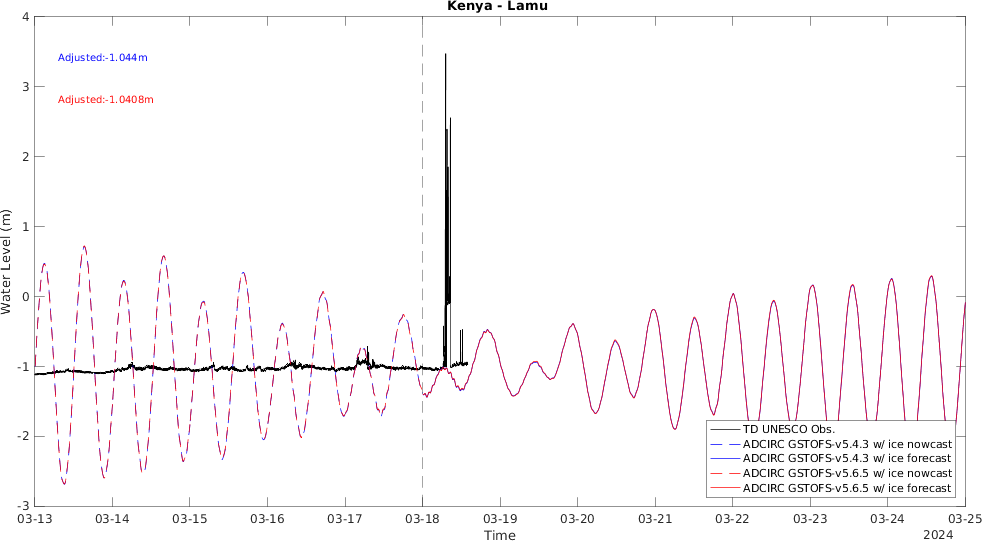 Kenya - Lamu
Adjusted:-1.044m
Adjusted:-1.0408m
Water Level (m)
4
3
2
1
0
-1
-2
-3
TD UNESCO Obs.
ADCIRC GSTOFS-v5.4.3 w/ ice nowcast
ADCIRC GSTOFS-v5.4.3 w/ ice forecast
ADCIRC GSTOFS-v5.6.5 w/ ice nowcast
ADCIRC GSTOFS-v5.6.5 w/ ice forecast
03-13 03-14 03-15 03-16 03-17 03-18 03-19 03-20 03-21 03-22 03-23 03-24 03-25
Time
2024